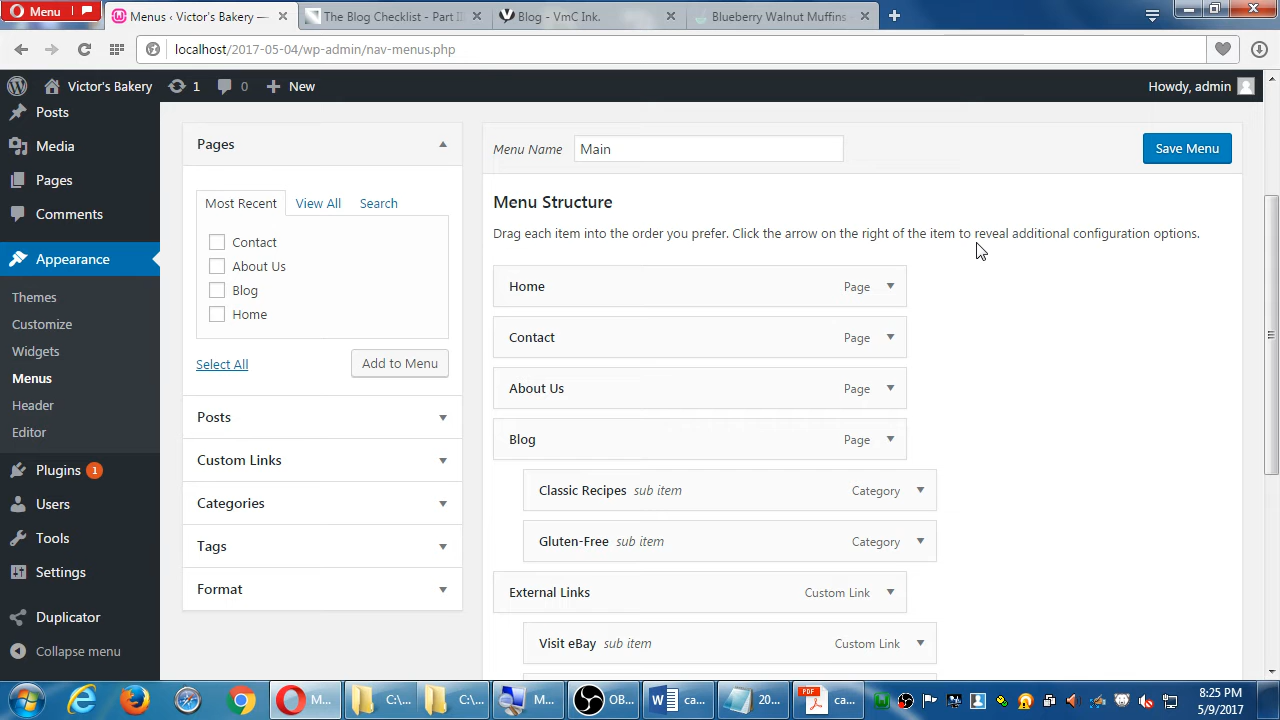 Menu
Menus ‹ Victor's Bakery —
The Blog Checklist - Part II
Blog - VmC Ink.
Blueberry Walnut Muffins
localhost/2017-05-04/wp-admin/nav-menus.php
Victor's Bakery
1
0
New
Howdy, admin
Posts
Media
Pages
Comments
Appearance
Themes
Customize
Widgets
Menus
Header
Editor
Plugins 1
Users
Tools
Settings
Duplicator
Collapse menu
Pages
Most Recent
View All
Search
Contact
About Us
Blog
Home
Select All
Add to Menu
Posts
Custom Links
Categories
Tags
Format
Menu Name
Main
Save Menu
Menu Structure
Drag each item into the order you prefer. Click the arrow on the right of the item to reveal additional configuration options.
Home Page
Contact Page
About Us Page
Blog Page
Classic Recipes sub item Category
Gluten-Free sub item Category
External Links Custom Link
Visit eBay sub item Custom Link
M...
C:\...
C:\...
M...
OB...
ca...
20...
PDF
ca...
8:25 PM
5/9/2017